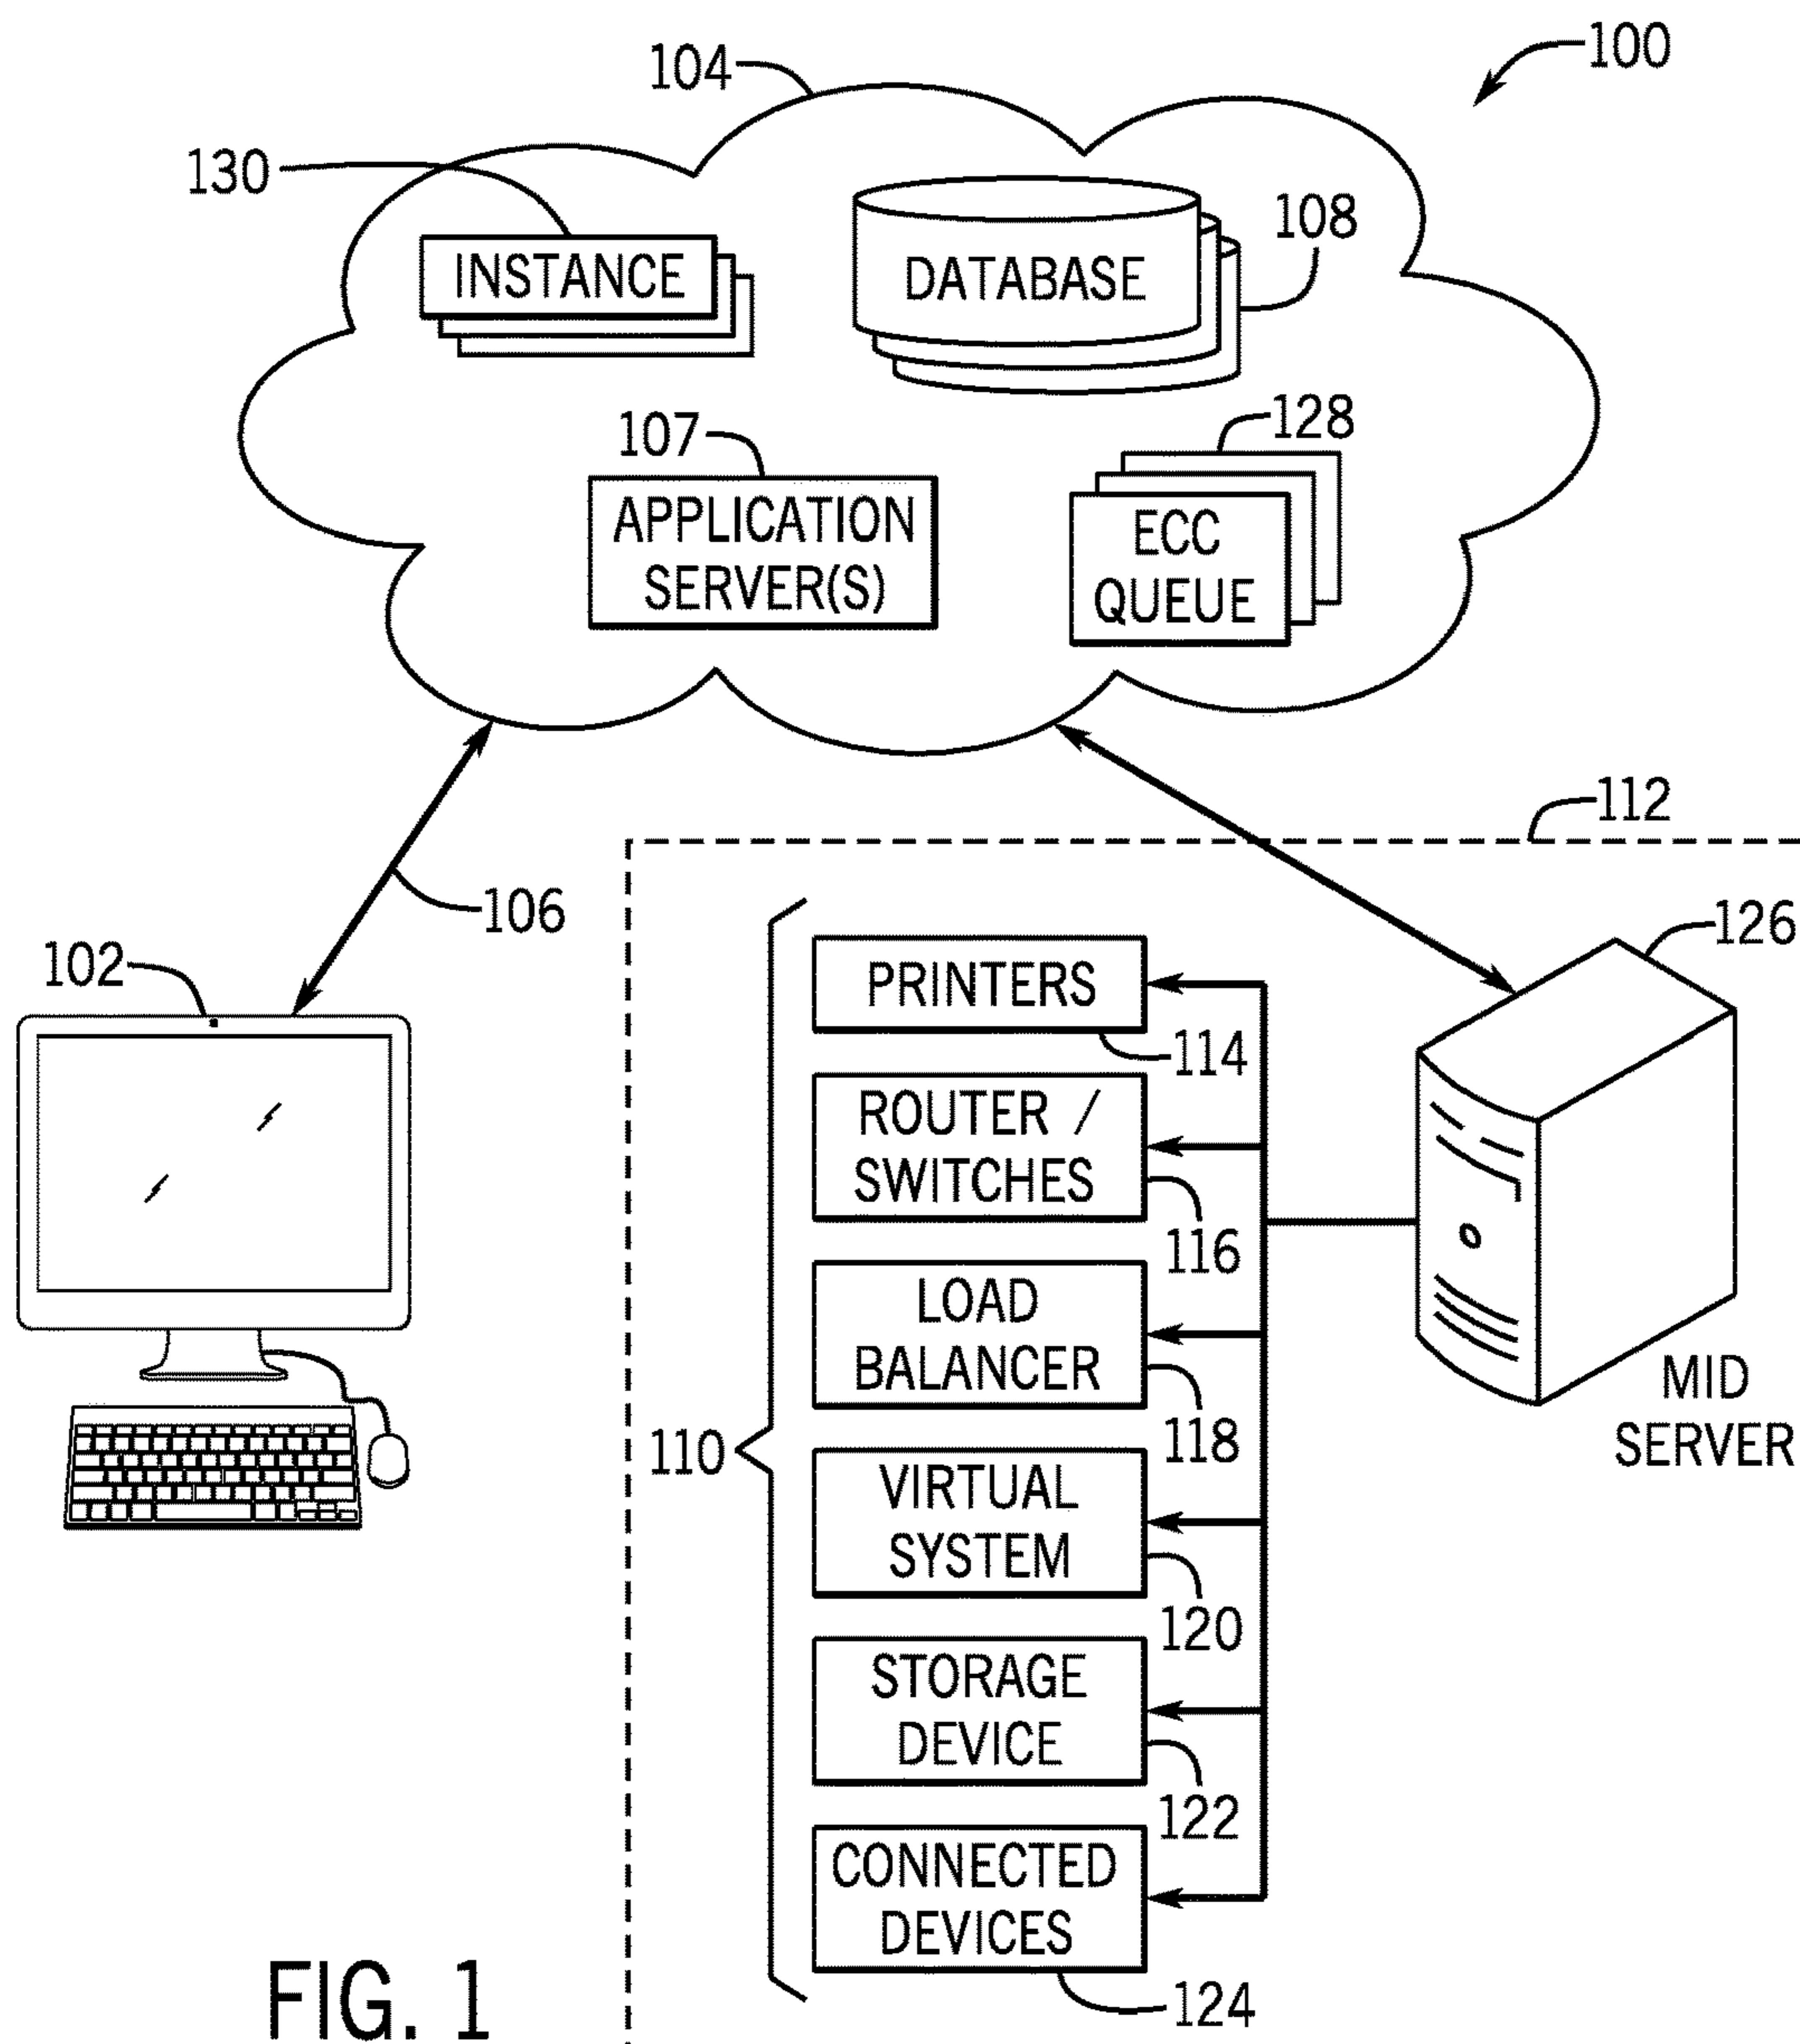 100
104
130
INSTANCE
DATABASE
108
107
APPLICATION
SERVER(S)
128
ECC
QUEUE
112
106
102
126
PRINTERS
114
ROUTER /
SWITCHES
116
LOAD
BALANCER
118
110
MID
SERVER
VIRTUAL
SYSTEM
120
STORAGE
DEVICE
122
CONNECTED
DEVICES
124
FIG. 1